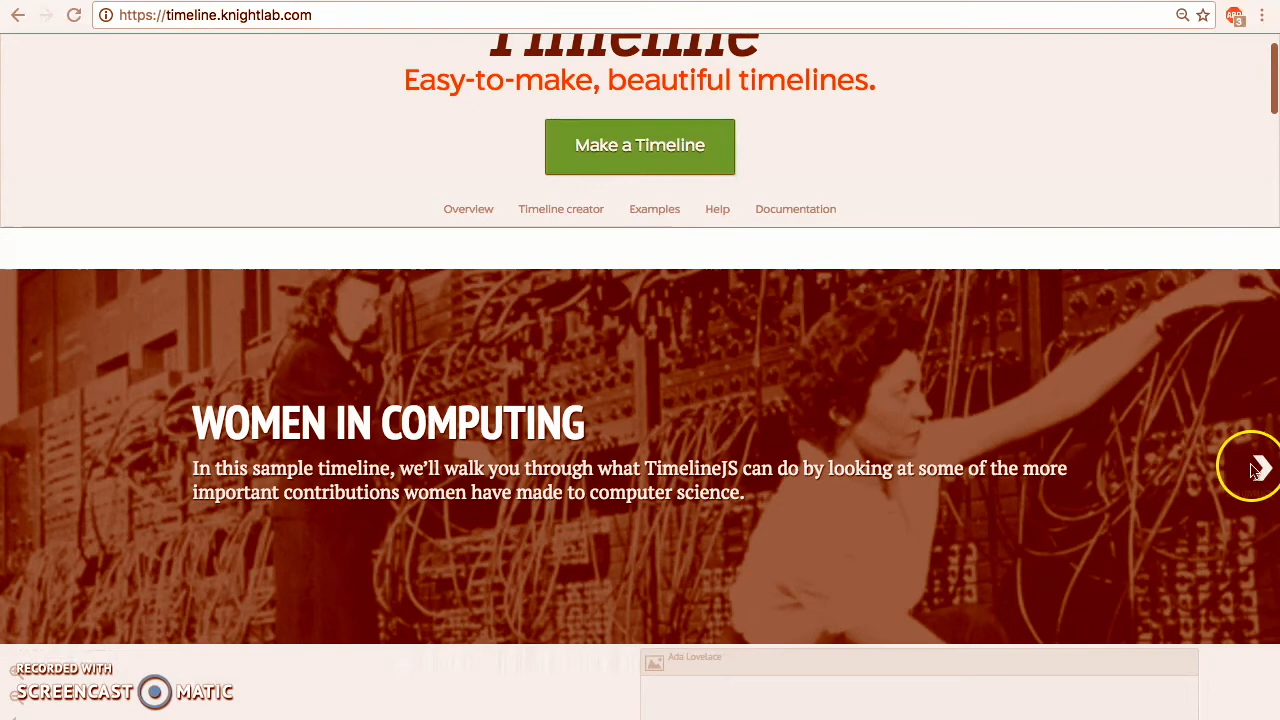 https://timeline.knightlab.com
ABP
3
Timeline
Easy-to-make, beautiful timelines.
Make a Timeline
Overview Timeline creator Examples Help Documentation
WOMEN IN COMPUTING
In this sample timeline, we'll walk you through what TimelineJS can do by looking at some of the more
important contributions women have made to computer science.
Ada Lovelace
RECORDED WITH
SCREENCAST MATIC